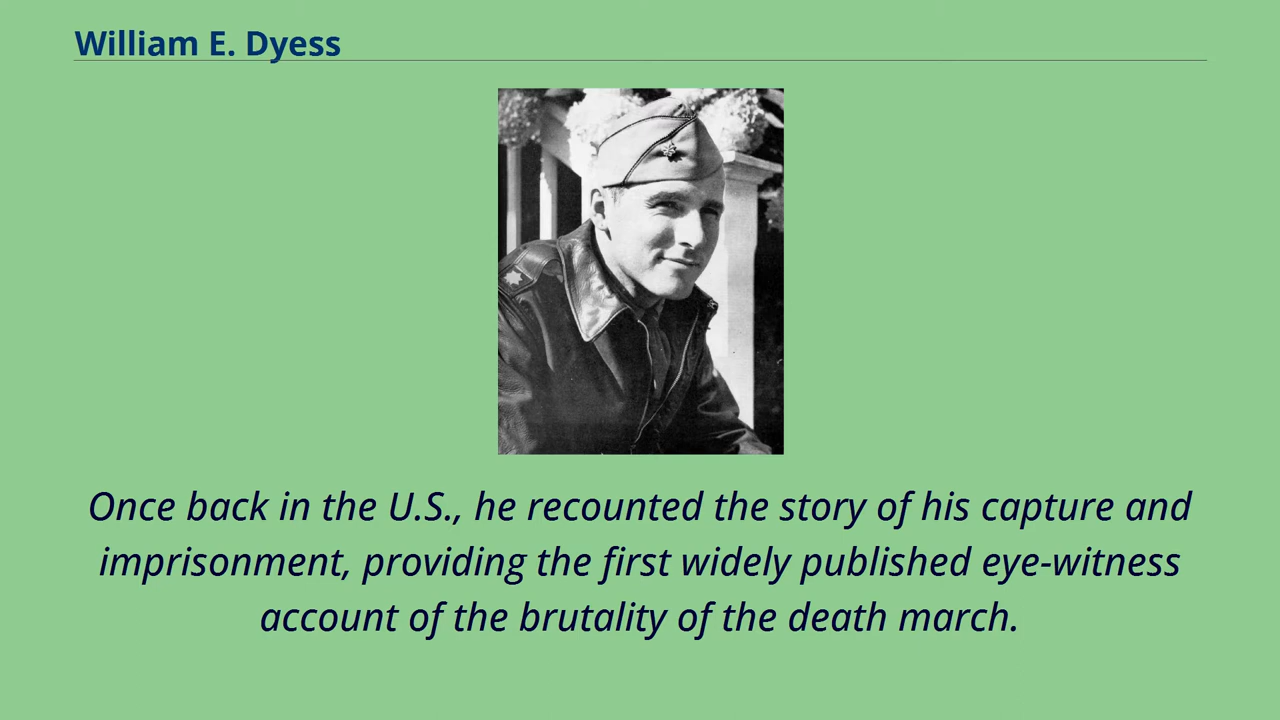 William E. Dyess
Once back in the U.S., he recounted the story of his capture and
imprisonment, providing the first widely published eye-witness
account of the brutality of the death march.